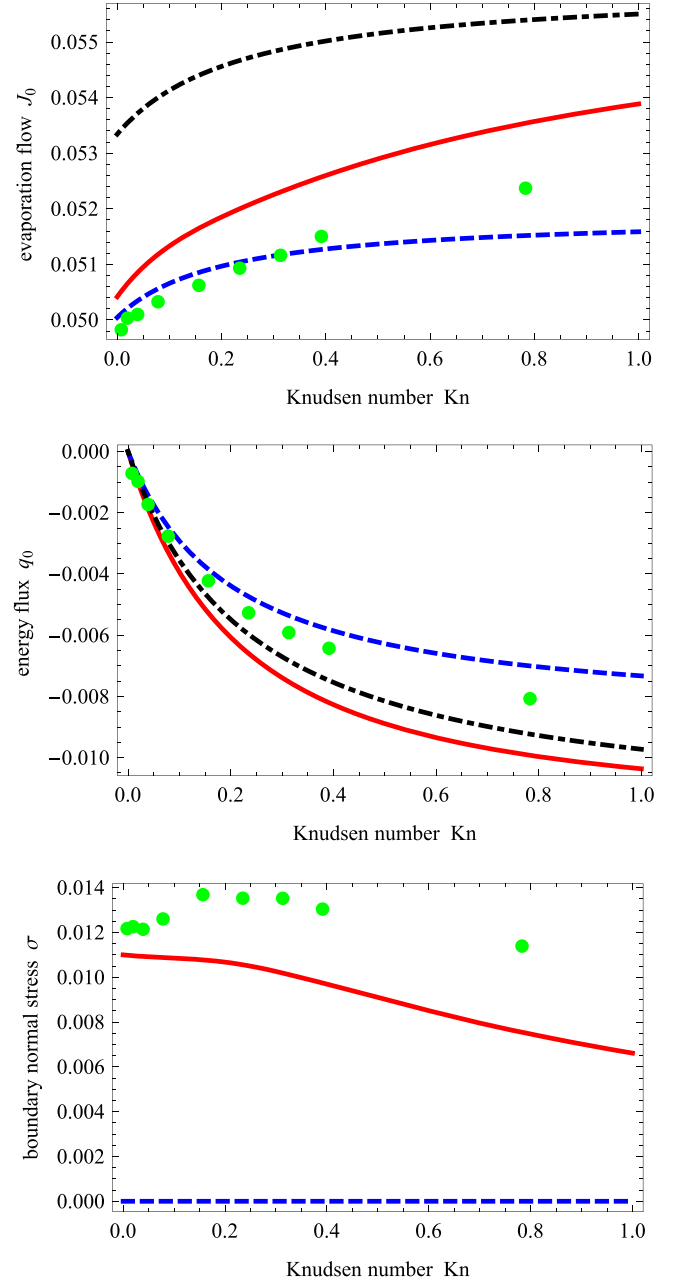 0.055
0.054
0.053
0.052
0.051
0.050
evaporation flow J₀
0.0 0.2 0.4 0.6 0.8 1.0
Knudsen number Kn
0.000
−0.002
−0.004
−0.006
−0.008
−0.010
energy flux q₀
0.0 0.2 0.4 0.6 0.8 1.0
Knudsen number Kn
0.014
0.012
0.010
0.008
0.006
0.004
0.002
0.000
boundary normal stress σ
0.0 0.2 0.4 0.6 0.8 1.0
Knudsen number Kn